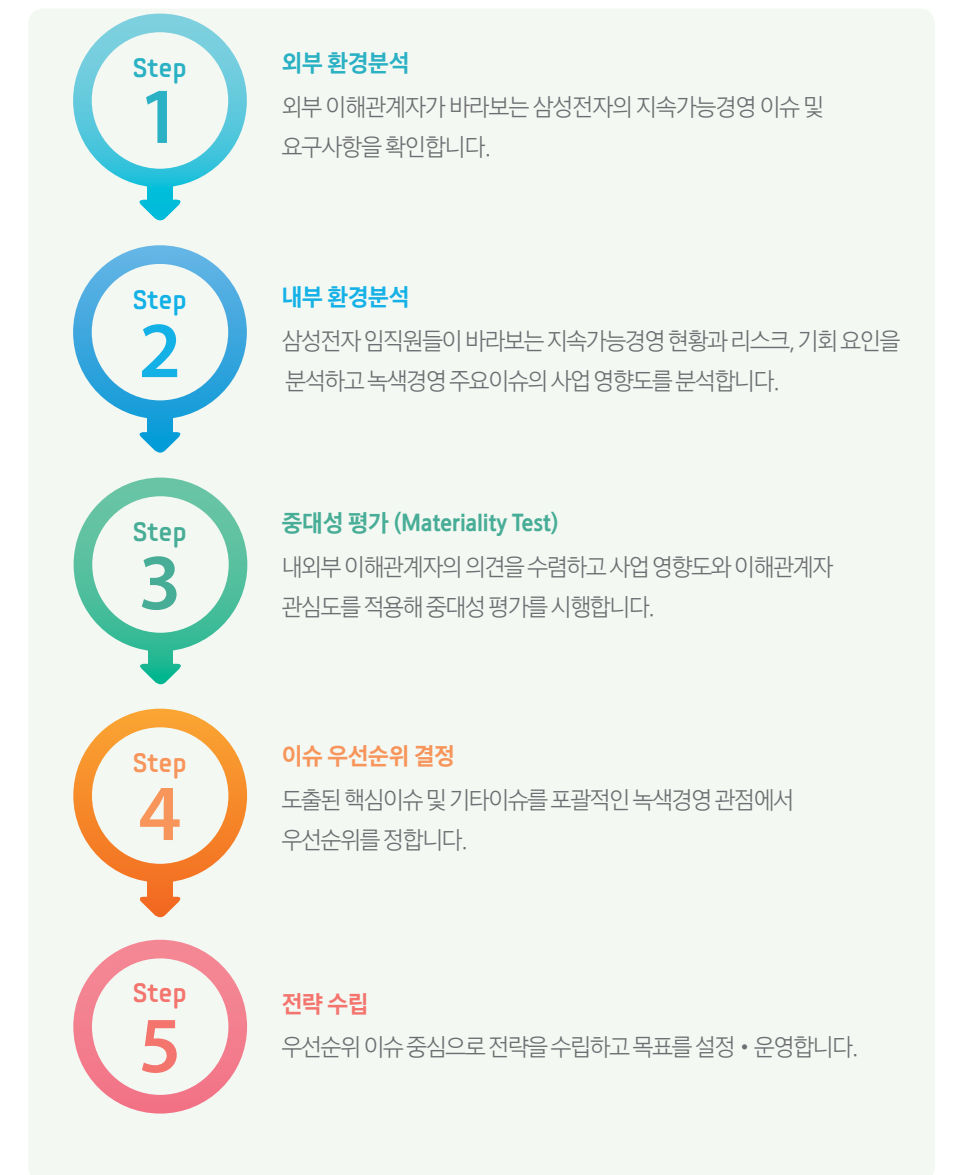 Step
1
외부 환경분석
외부 이해관계자가 바라보는 삼성전자의 지속가능경영 이슈 및
요구사항을 확인합니다.
Step
2
내부 환경분석
삼성전자 임직원들이 바라보는 지속가능경영 현황과 리스크, 기회 요인을
분석하고 녹색경영 주요이슈의 사업 영향도를 분석합니다.
Step
3
중대성 평가 (Materiality Test)
내외부 이해관계자의 의견을 수렴하고 사업 영향도와 이해관계자
관심도를 적용해 중대성 평가를 시행합니다.
Step
4
이슈 우선순위 결정
도출된 핵심이슈 및 기타이슈를 포괄적인 녹색경영 관점에서
우선순위를 정합니다.
Step
5
전략 수립
우선순위 이슈 중심으로 전략을 수립하고 목표를 설정 • 운영합니다.